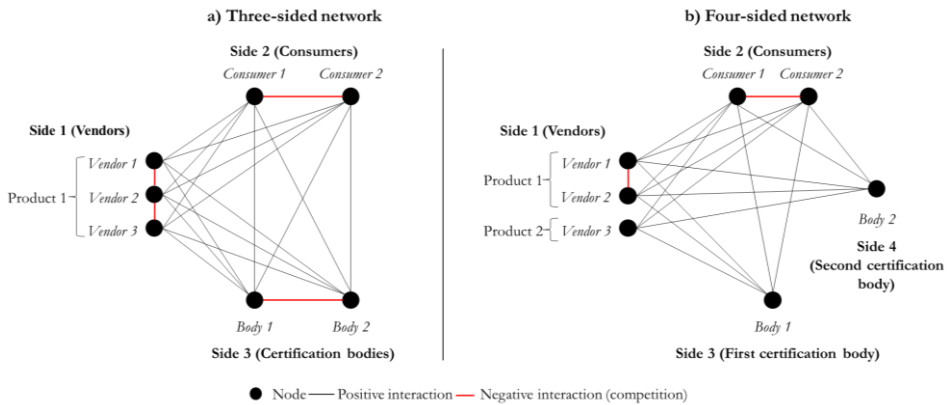 a) Three-sided network
Side 2 (Consumers)
Consumer 1
Consumer 2
Side 1 (Vendors)
Vendor 1
Product 1
Vendor 2
Vendor 3
Body 1
Body 2
Side 3 (Certification bodies)
b) Four-sided network
Side 2 (Consumers)
Consumer 1
Consumer 2
Side 1 (Vendors)
Vendor 1
Product 1
Vendor 2
Product 2
Vendor 3
Body 2
Side 4
(Second certification
body)
Body 1
Side 3 (First certification body)
Node
Positive interaction
Negative interaction (competition)